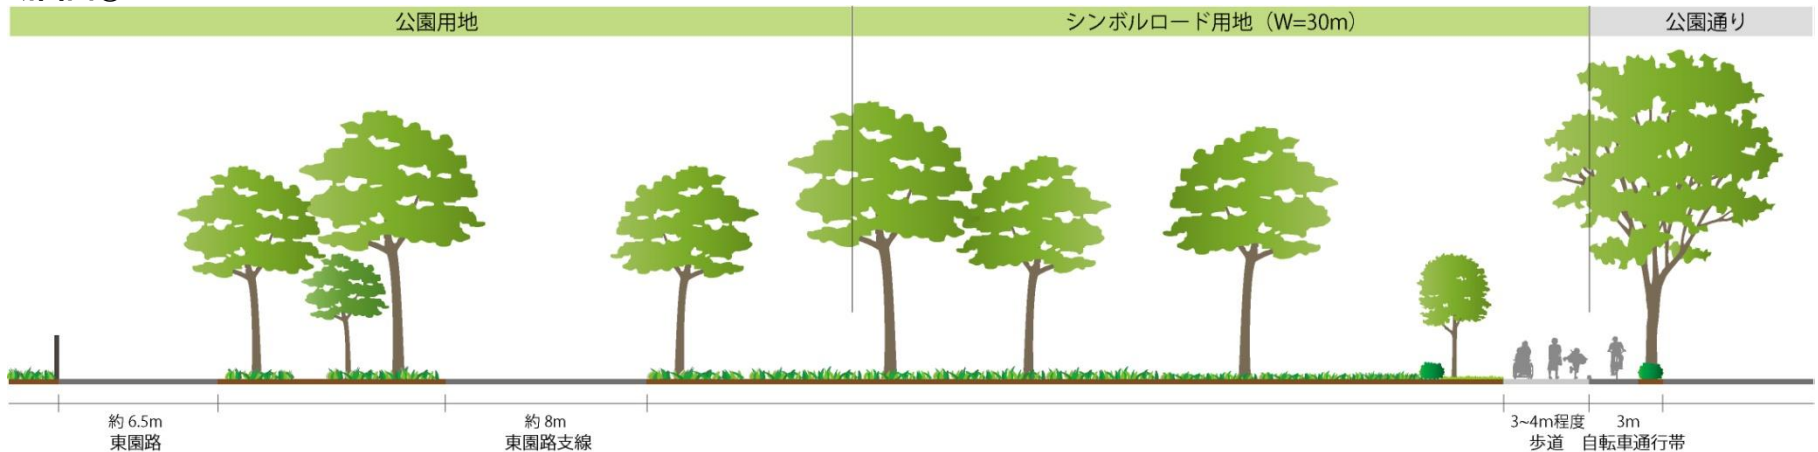 公園用地
シンボルロード用地（W=30m）
公園通り
約 6.5m
東園路
約 8m
東園路支線
3~4m程度
歩道
3m
自転車通行帯